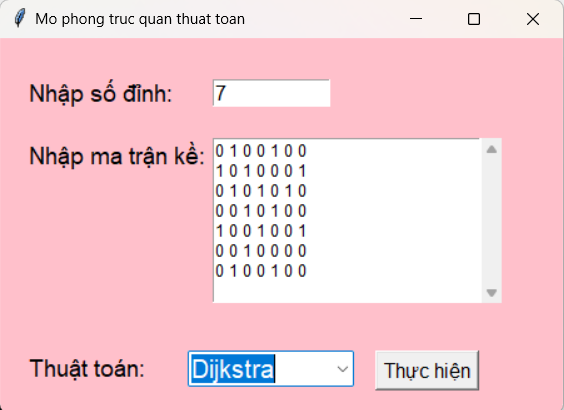 Mo phong truc quan thuat toan
Nhập số đỉnh: 7
Nhập ma trận kề:
0 1 0 0 1 0 0
1 0 1 0 0 0 1
0 1 0 1 0 1 0
0 0 1 0 1 0 0
1 0 0 1 0 0 1
0 0 1 0 0 0 0
0 1 0 0 1 0 0
Thuật toán: Dijkstra Thực hiện